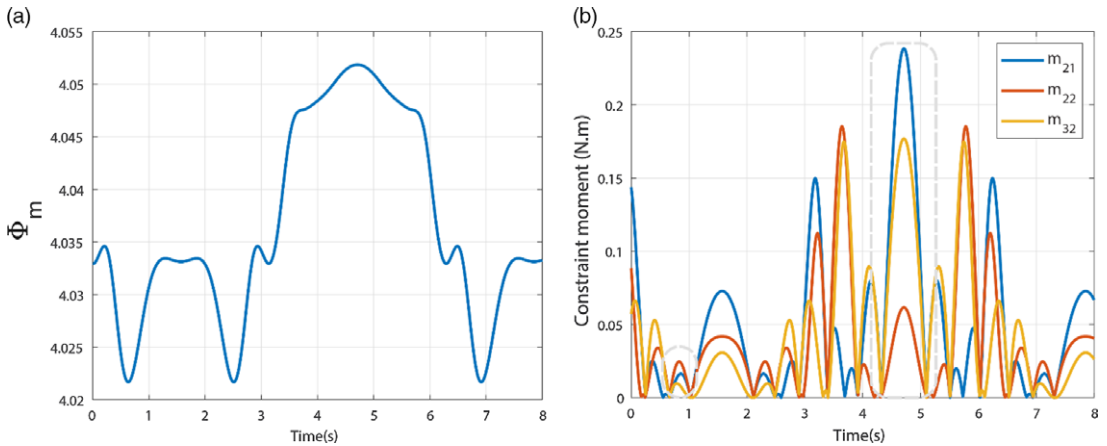 (a)
4.055
4.05
4.045
4.04
4.035
4.03
4.025
4.02
Φm
0 1 2 3 4 5 6 7 8
Time(s)
(b)
0.25
0.2
0.15
0.1
0.05
0
Constraint moment (N.m)
m21
m22
m32
0 1 2 3 4 5 6 7 8
Time(s)